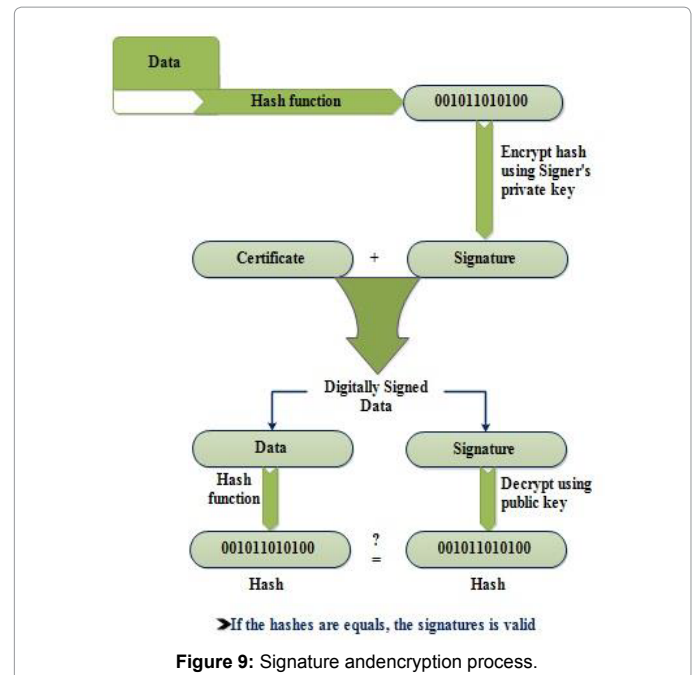 Data
Hash function
001011010100
Encrypt hash
using Signer's
private key
Certificate
+
Signature
Digitally Signed
Data
Data
Signature
Hash
function
Decrypt using
public key
001011010100
?
=
001011010100
Hash
Hash
➤If the hashes are equals, the signatures is valid
Figure 9: Signature andencryption process.